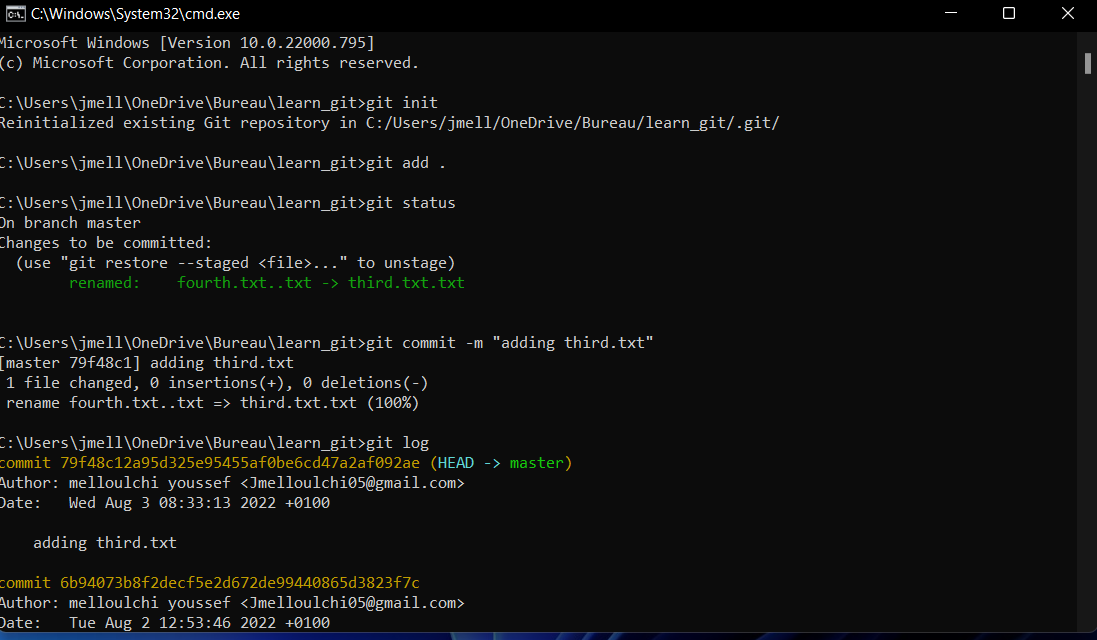 C:\Windows\System32\cmd.exe
Microsoft Windows [Version 10.0.22000.795]
(c) Microsoft Corporation. All rights reserved.
C:\Users\jmell\OneDrive\Bureau\learn_git>git init
Reinitialized existing Git repository in C:/Users/jmell/OneDrive/Bureau/learn_git/.git/
C:\Users\jmell\OneDrive\Bureau\learn_git>git add .
C:\Users\jmell\OneDrive\Bureau\learn_git>git status
On branch master
Changes to be committed:
(use "git restore --staged <file>..." to unstage)
renamed: fourth.txt..txt -> third.txt.txt
C:\Users\jmell\OneDrive\Bureau\learn_git>git commit -m "adding third.txt"
[master 79f48c1] adding third.txt
1 file changed, 0 insertions(+), 0 deletions(-)
rename fourth.txt..txt => third.txt.txt (100%)
C:\Users\jmell\OneDrive\Bureau\learn_git>git log
commit 79f48c12a95d325e95455af0be6cd47a2af092ae (HEAD -> master)
Author: melloulchi youssef <Jmelloulchi05@gmail.com>
Date: Wed Aug 3 08:33:13 2022 +0100
adding third.txt
commit 6b94073b8f2decf5e2d672de99440865d3823f7c
Author: melloulchi youssef <Jmelloulchi05@gmail.com>
Date: Tue Aug 2 12:53:46 2022 +0100